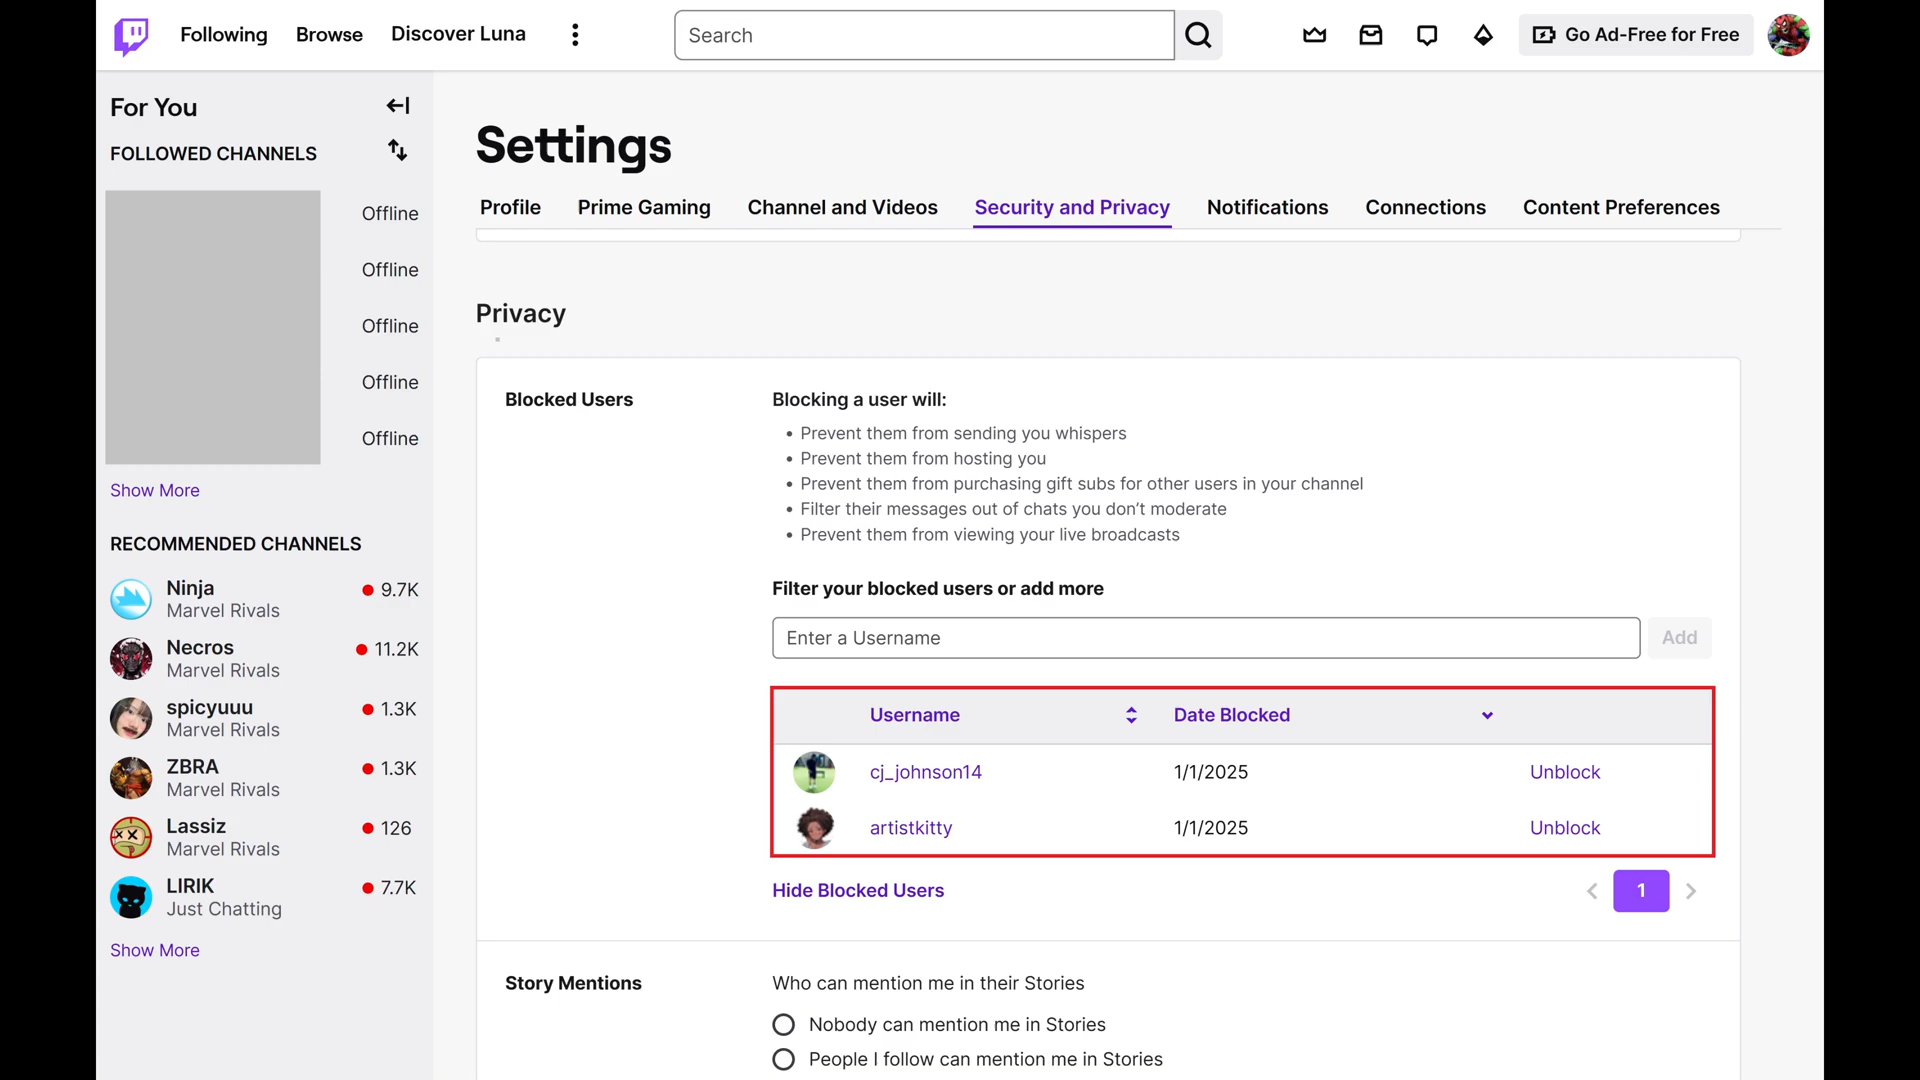 Following
Browse
Discover Luna
Search
Go Ad-Free for Free
For You
FOLLOWED CHANNELS
Offline
Offline
Offline
Offline
Offline
Show More
RECOMMENDED CHANNELS
Ninja
9.7K
Marvel Rivals
Necros
11.2K
Marvel Rivals
spicyuuu
1.3K
Marvel Rivals
ZBRA
1.3K
Marvel Rivals
Lassiz
126
Marvel Rivals
LIRIK
7.7K
Just Chatting
Show More
Settings
Profile
Prime Gaming
Channel and Videos
Security and Privacy
Notifications
Connections
Content Preferences
Privacy
Blocked Users
Blocking a user will:
• Prevent them from sending you whispers
• Prevent them from hosting you
• Prevent them from purchasing gift subs for other users in your channel
• Filter their messages out of chats you don’t moderate
• Prevent them from viewing your live broadcasts
Filter your blocked users or add more
Enter a Username
Add
Username
Date Blocked
cj_johnson14
1/1/2025
Unblock
artistkitty
1/1/2025
Unblock
Hide Blocked Users
1
Story Mentions
Who can mention me in their Stories
Nobody can mention me in Stories
People I follow can mention me in Stories